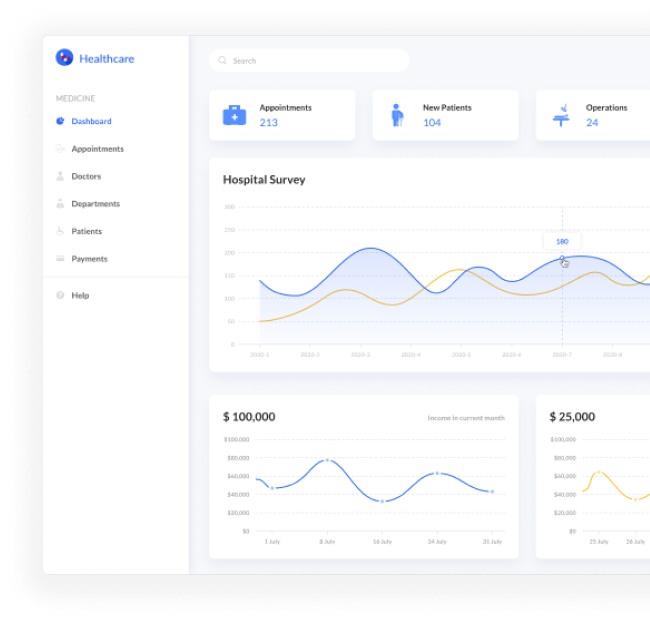 Healthcare
Search
MEDICINE
Dashboard
Appointments
Doctors
Departments
Patients
Payments
Help
Appointments
213
New Patients
104
Operations
24
Hospital Survey
300
250
200
150
100
50
0
180
2020-1 2020-2 2020-3 2020-4 2020-5 2020-6 2020-7 2020-8
$ 100,000
Income in current month
$100,000
$80,000
$60,000
$40,000
$20,000
$0
1 July 8 July 16 July 24 July 31 July
$ 25,000
$100,000
$80,000
$60,000
$40,000
$20,000
$0
25 July 26 July